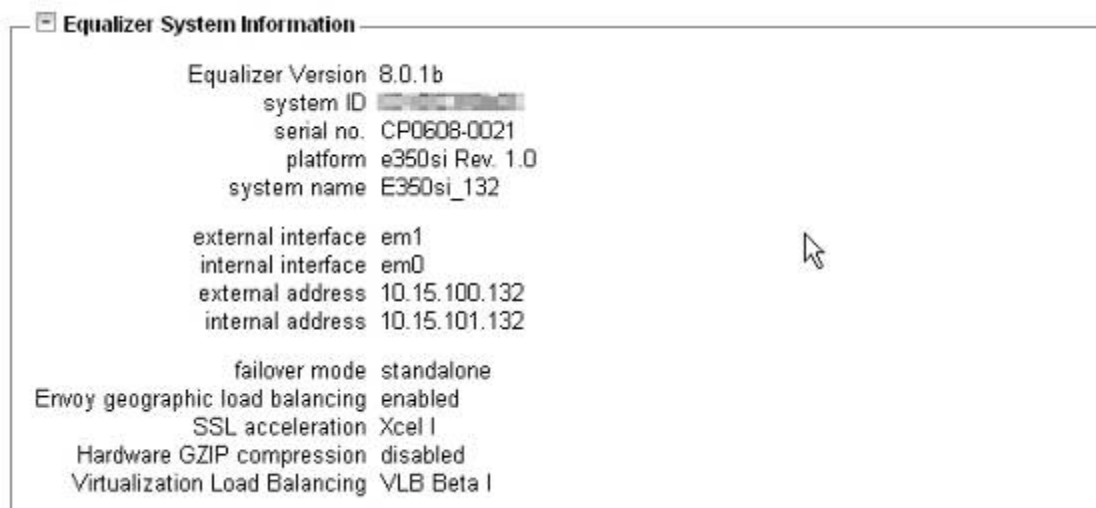 Equalizer System Information
Equalizer Version 8.0.1b
system ID
serial no. CP0608-0021
platform e350si Rev. 1.0
system name E350si_132
external interface em1
internal interface em0
external address 10.15.100.132
internal address 10.15.101.132
failover mode standalone
Envoy geographic load balancing enabled
SSL acceleration Xcel I
Hardware GZIP compression disabled
Virtualization Load Balancing VLB Beta I